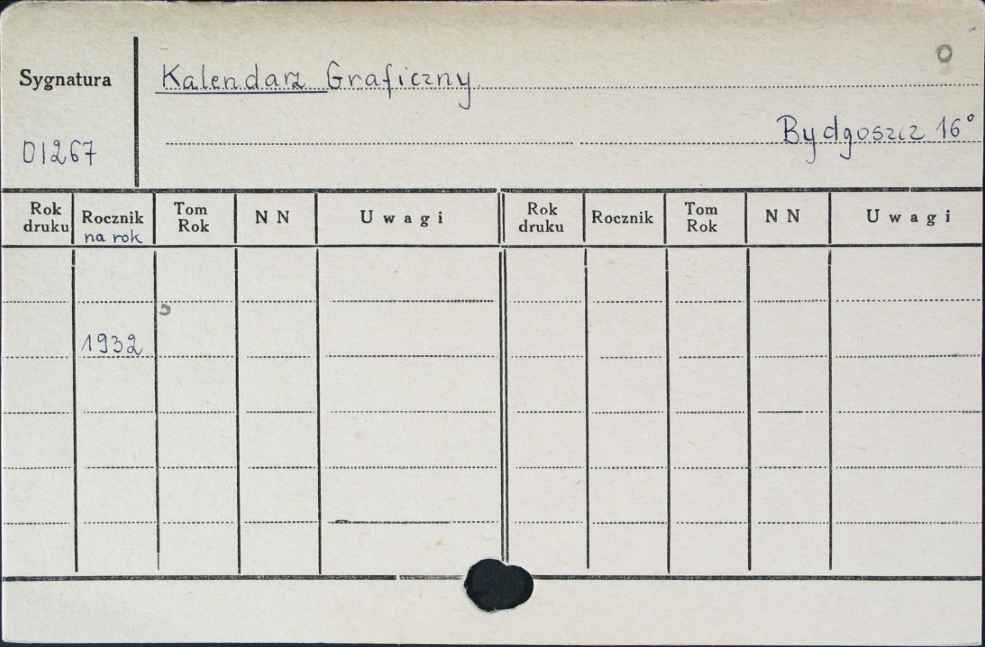 Sygnatura
Kalendarz Graficzny
Bydgoszcz 16°
01267
Rok druku Rocznik na rok Tom Rok N N Uwagi Rok druku Rocznik Tom Rok N N Uwagi
1932